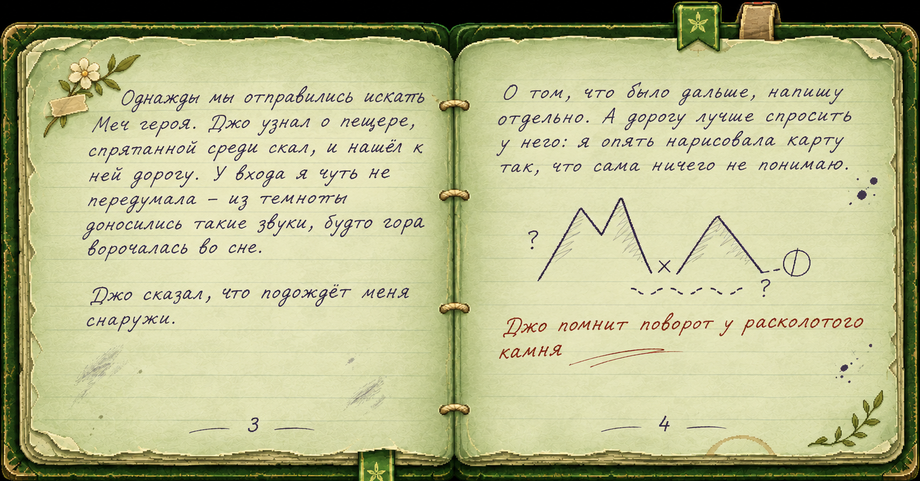 Однажды мы отправились искать
Меч героя. Джо узнал о пещере,
спрятанной среди скал, и нашёл к
ней дорогу. У входа я чуть не
передумала – из темноты
доносились такие звуки, будто гора
ворочалась во сне.
Джо сказал, что подождёт меня
снаружи.
3
О том, что было дальше, напишу
отдельно. А дорогу лучше спросить
у него: я опять нарисовала карту
так, что сама ничего не понимаю.
?
x
?
Джо помнит поворот у расколотого
камня
4